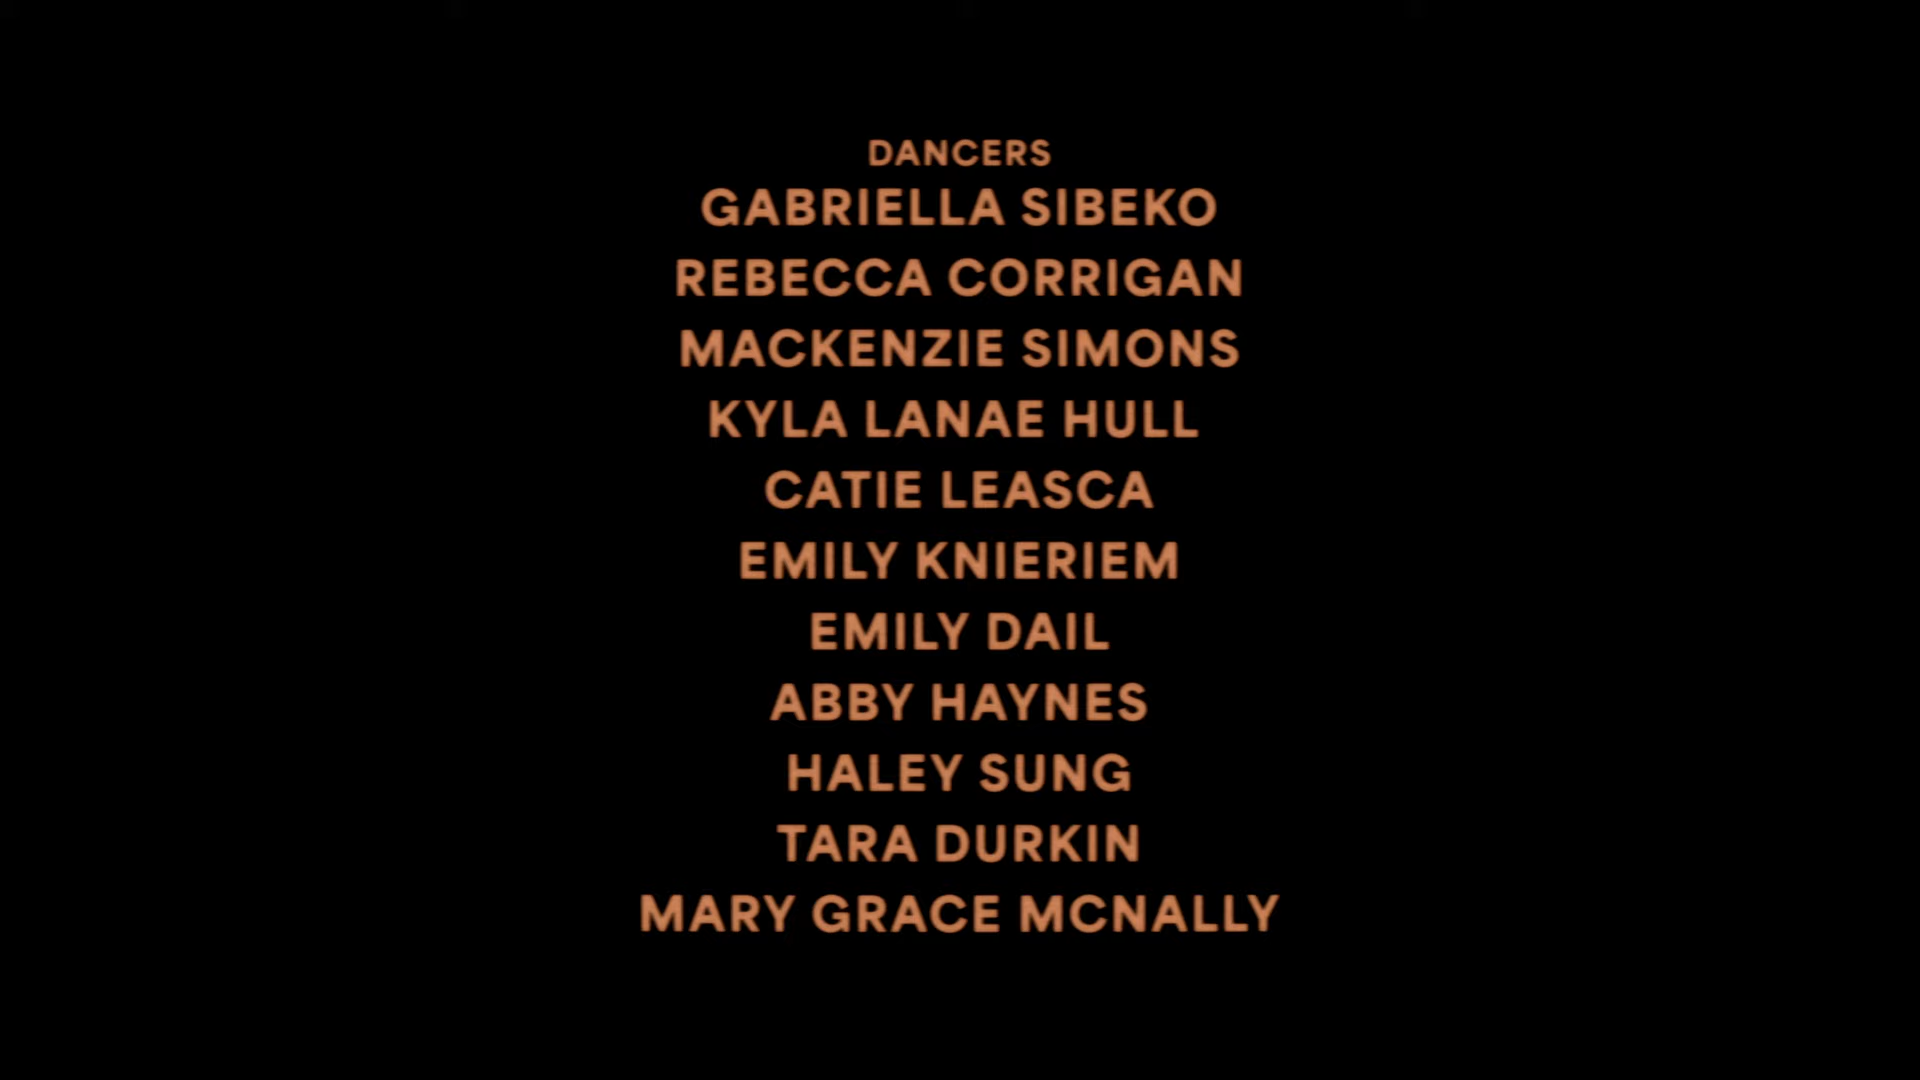 DANCERS
GABRIELLA SIBEKO
REBECCA CORRIGAN
MACKENZIE SIMONS
KYLA LANAE HULL
CATIE LEASCA
EMILY KNIERIEM
EMILY DAIL
ABBY HAYNES
HALEY SUNG
TARA DURKIN
MARY GRACE MCNALLY